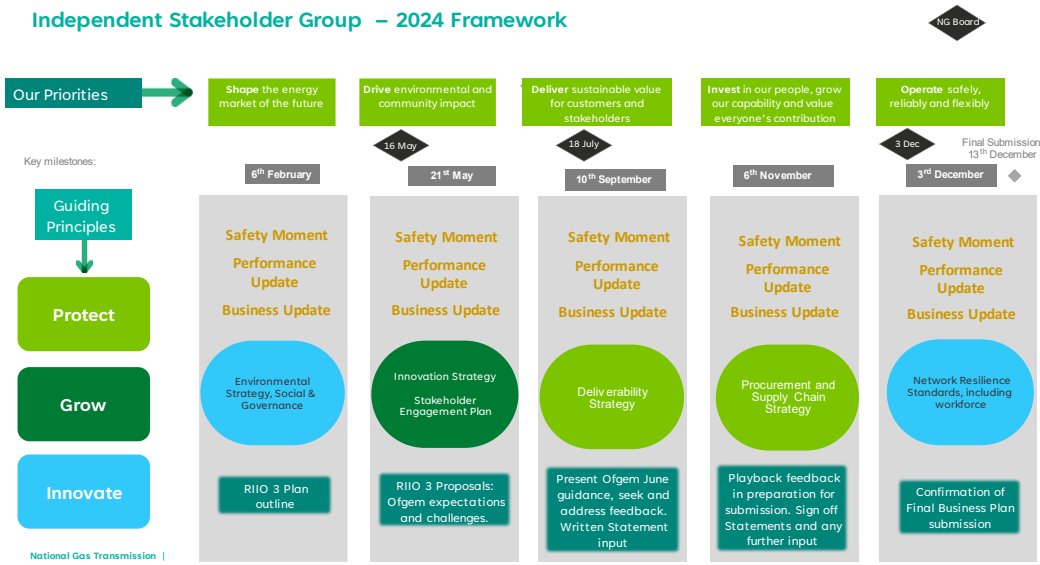 Independent Stakeholder Group – 2024 Framework
NG Board
Our Priorities
Shape the energy
market of the future
Drive environmental and
community impact
Deliver sustainable value
for customers and
stakeholders
Invest in our people, grow
our capability and value
everyone's contribution
Operate safely,
reliably and flexibly
16 May
18 July
3 Dec
Final Submission
13th December
Key milestones:
6th February
21st May
10th September
6th November
3rd December
Guiding
Principles
Protect
Grow
Innovate
Safety Moment
Performance
Update
Business Update
Environmental
Strategy, Social &
Governance
RIIO 3 Plan
outline
Safety Moment
Performance
Update
Business Update
Innovation Strategy
Stakeholder
Engagement Plan
RIIO 3 Proposals:
Ofgem expectations
and challenges.
Safety Moment
Performance
Update
Business Update
Deliverability
Strategy
Present Ofgem June
guidance, seek and
address feedback.
Written Statement
input
Safety Moment
Performance
Update
Business Update
Procurement and
Supply Chain
Strategy
Playback feedback
in preparation for
submission. Sign off
Statements and any
further input
Safety Moment
Performance
Update
Business Update
Network Resilience
Standards, including
workforce
Confirmation of
Final Business Plan
submission
National Gas Transmission |